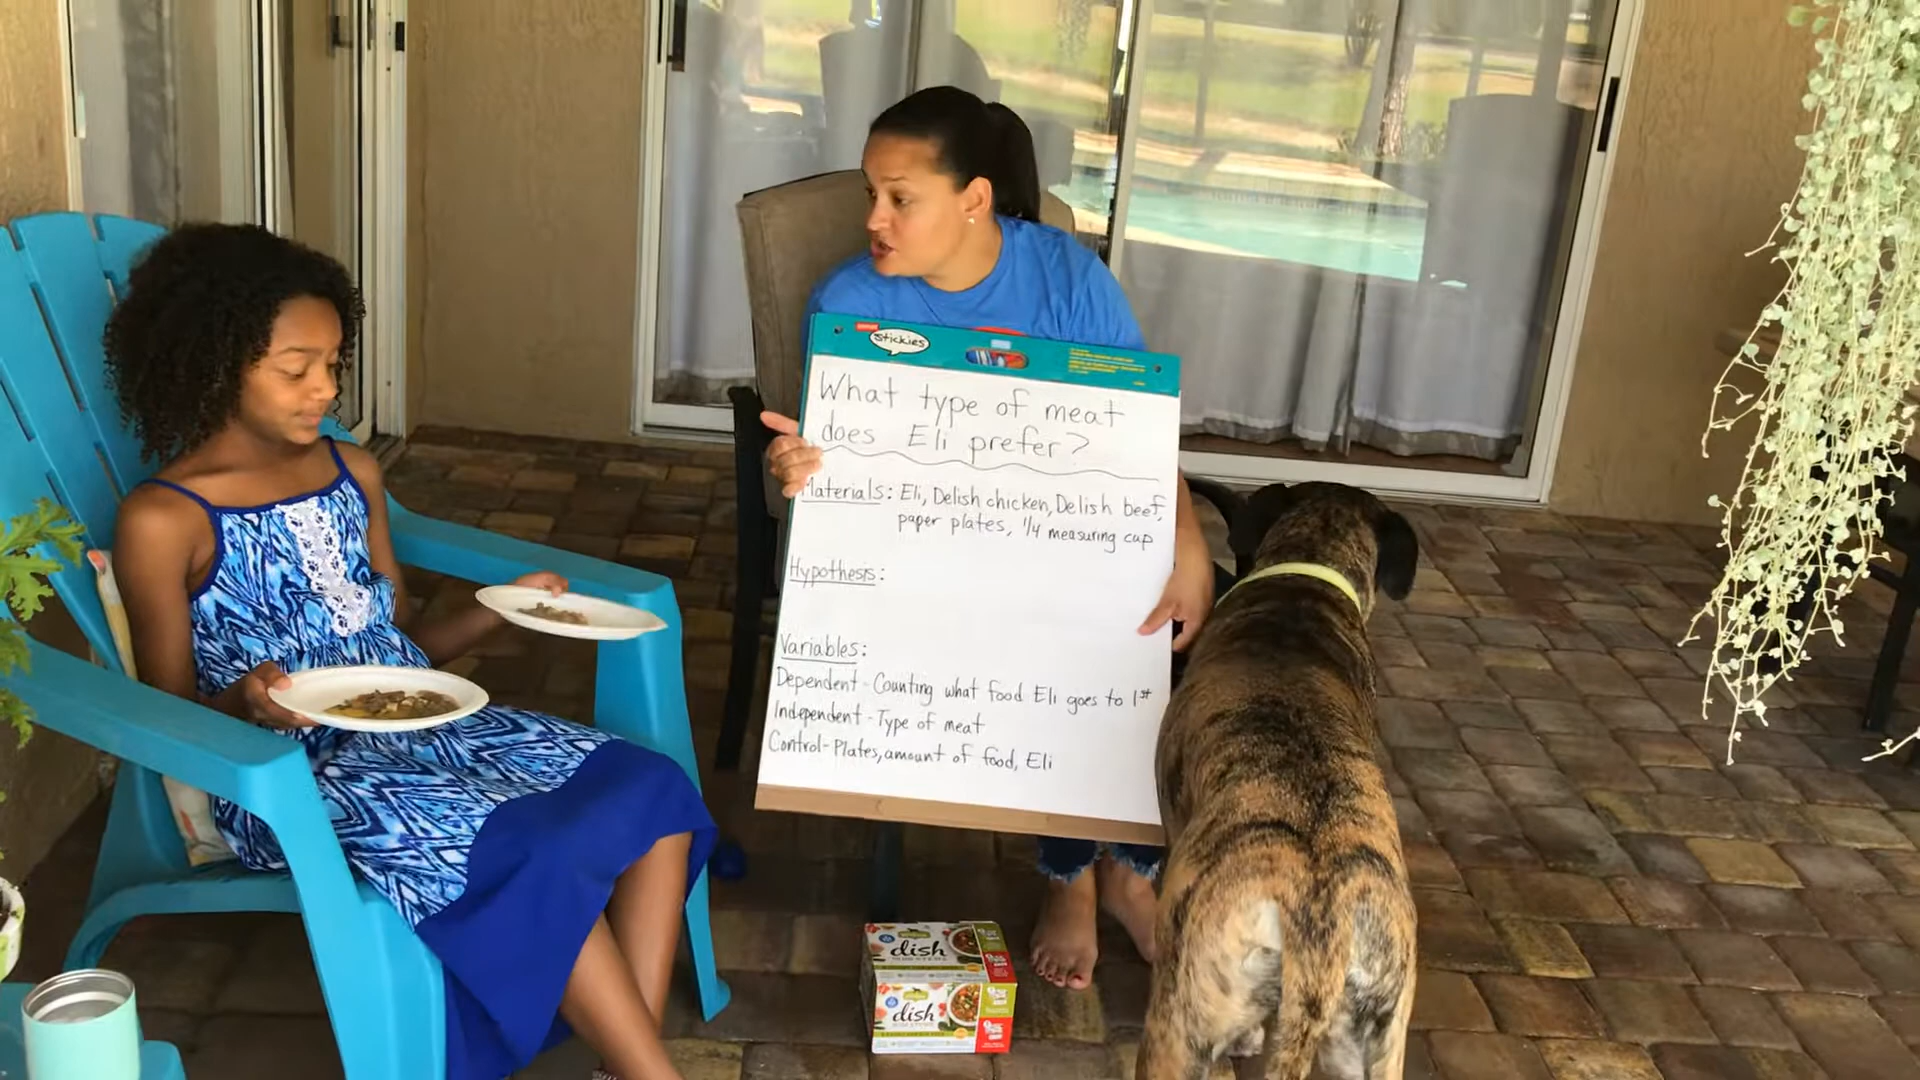 stickies
What type of meat
does Eli prefer?
Materials: Eli, Delish chicken, Delish beef,
paper plates, 1/4 measuring cup
Hypothesis:
Variables:
Dependent - Counting what food Eli goes to 1st
Independent - Type of meat
Control - Plates, amount of food, Eli
dish
dish